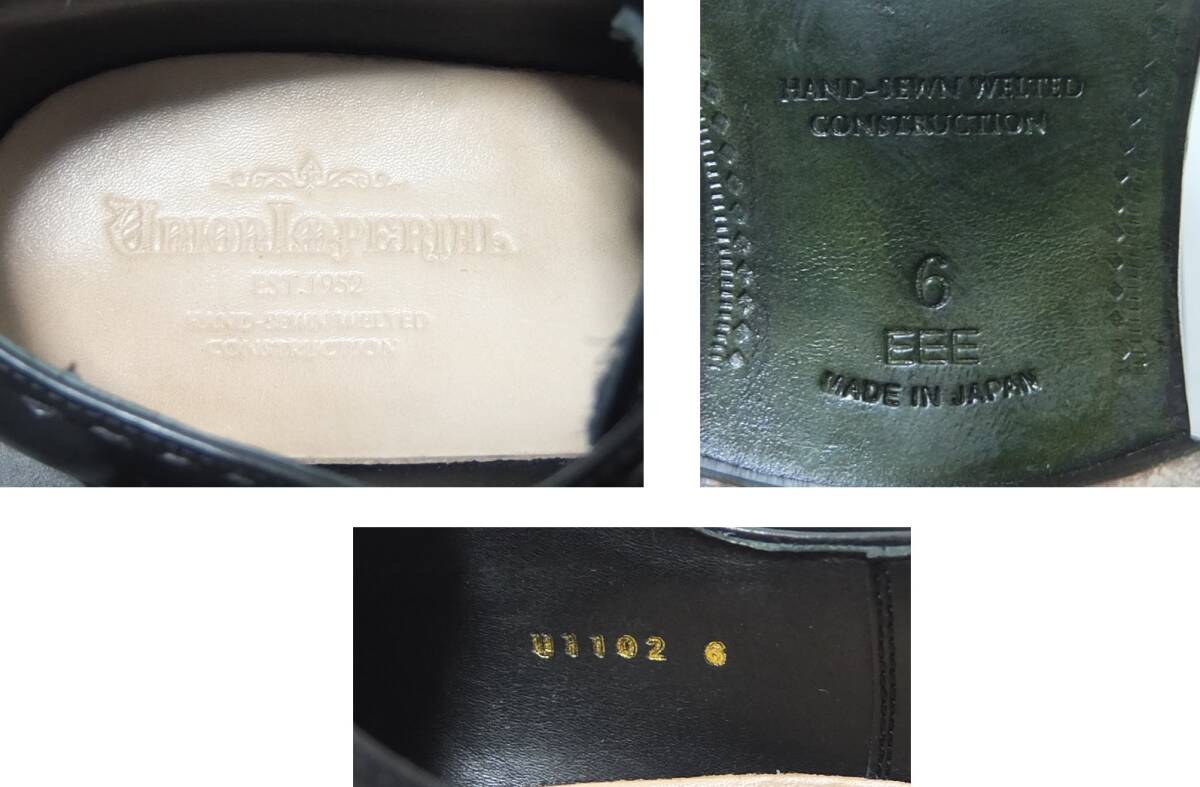 Union Imperial
EST.1952
HAND-SEWN WELTED
CONSTRUCTION
HAND-SEWN WELTED
CONSTRUCTION
6
EEE
MADE IN JAPAN
U1102 6